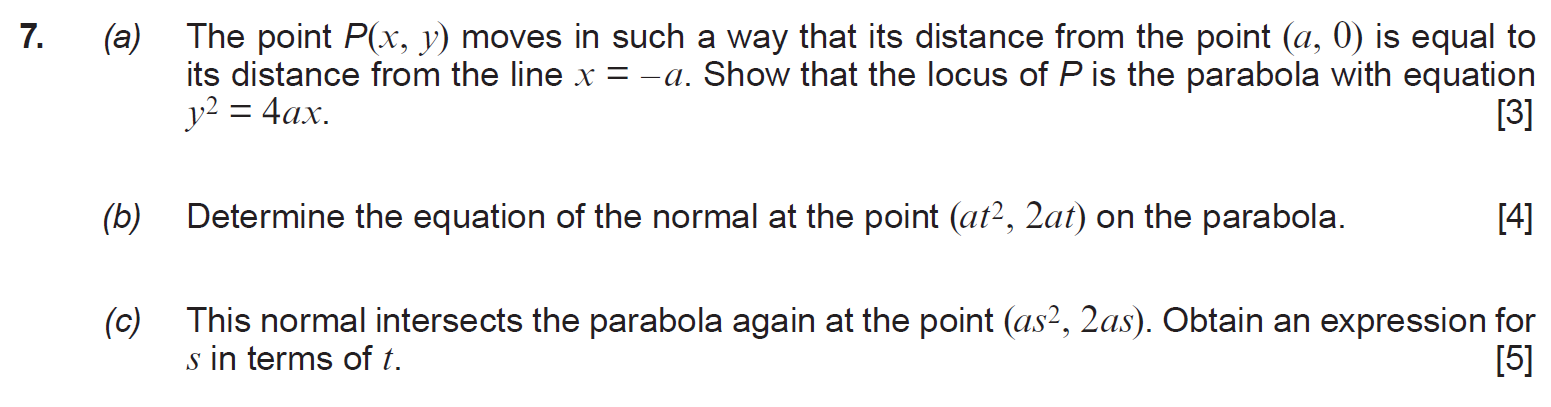 7. (a) The point P(x, y) moves in such a way that its distance from the point (a, 0) is equal to
its distance from the line x = –a. Show that the locus of P is the parabola with equation
y² = 4ax. [3]
(b) Determine the equation of the normal at the point (at², 2at) on the parabola. [4]
(c) This normal intersects the parabola again at the point (as², 2as). Obtain an expression for
s in terms of t. [5]